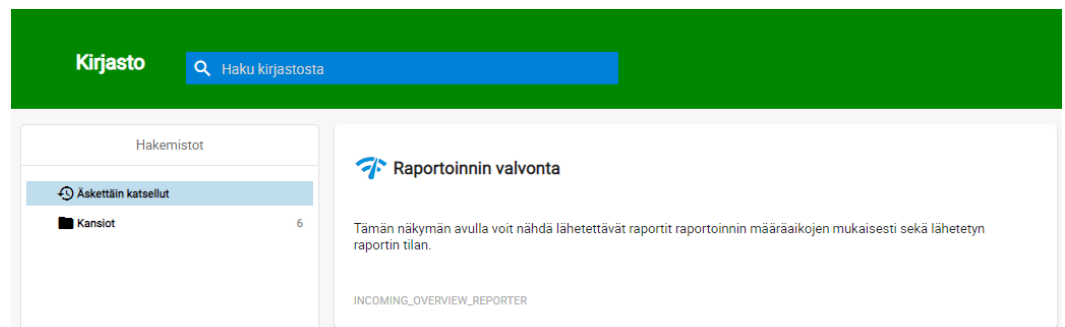 Kirjasto
Haku kirjastosta
Hakemistot
Äskettäin katsellut
Kansiot 6
Raportoinnin valvonta
Tämän näkymän avulla voit nähdä lähetettävät raportit raportoinnin määräaikojen mukaisesti sekä lähetetyn
raportin tilan.
INCOMING_OVERVIEW_REPORTER